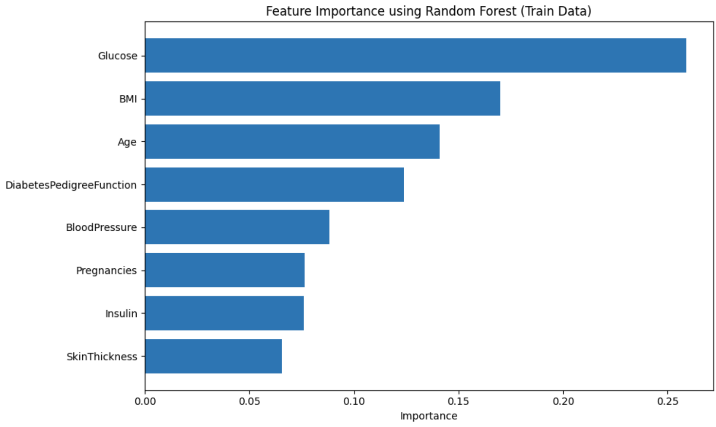 Feature Importance using Random Forest (Train Data)
Glucose
BMI
Age
DiabetesPedigreeFunction
BloodPressure
Pregnancies
Insulin
SkinThickness
0.00 0.05 0.10 0.15 0.20 0.25
Importance